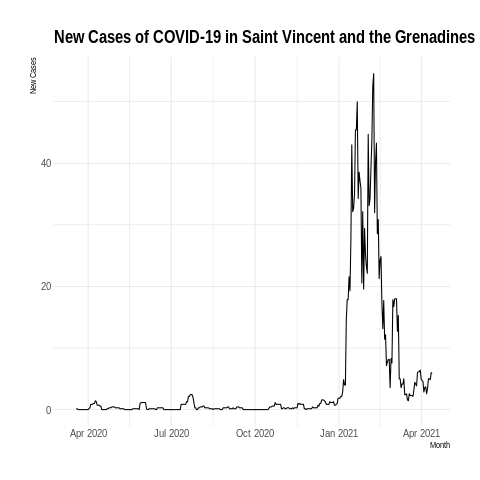 New Cases of COVID-19 in Saint Vincent and the Grenadines
New Cases
40
20
0
Apr 2020 Jul 2020 Oct 2020 Jan 2021 Apr 2021
Month